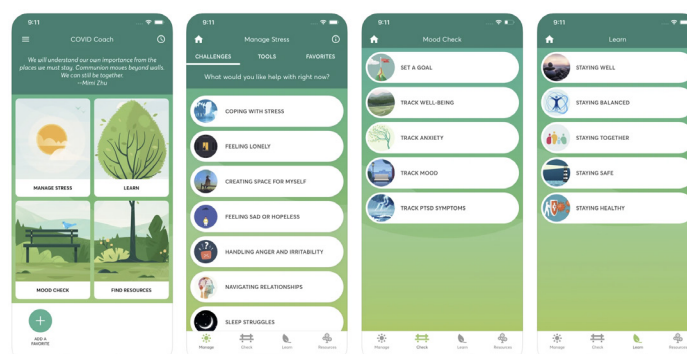 9:11
COVID Coach
We will understand our own importance from the
places we must stay. Communion moves beyond walls.
We can still be together.
—Mimi Zhu
MANAGE STRESS
LEARN
MOOD CHECK
FIND RESOURCES
ADD A
FAVORITE
9:11
Manage Stress
CHALLENGES TOOLS FAVORITES
What would you like help with right now?
COPING WITH STRESS
FEELING LONELY
CREATING SPACE FOR MYSELF
FEELING SAD OR HOPELESS
HANDLING ANGER AND IRRITABILITY
NAVIGATING RELATIONSHIPS
SLEEP STRUGGLES
Manage Check Learn Resources
9:11
Mood Check
SET A GOAL
TRACK WELL-BEING
TRACK ANXIETY
TRACK MOOD
TRACK PTSD SYMPTOMS
Manage Check Learn Resources
9:11
Learn
STAYING WELL
STAYING BALANCED
STAYING TOGETHER
STAYING SAFE
STAYING HEALTHY
Manage Check Learn Resources